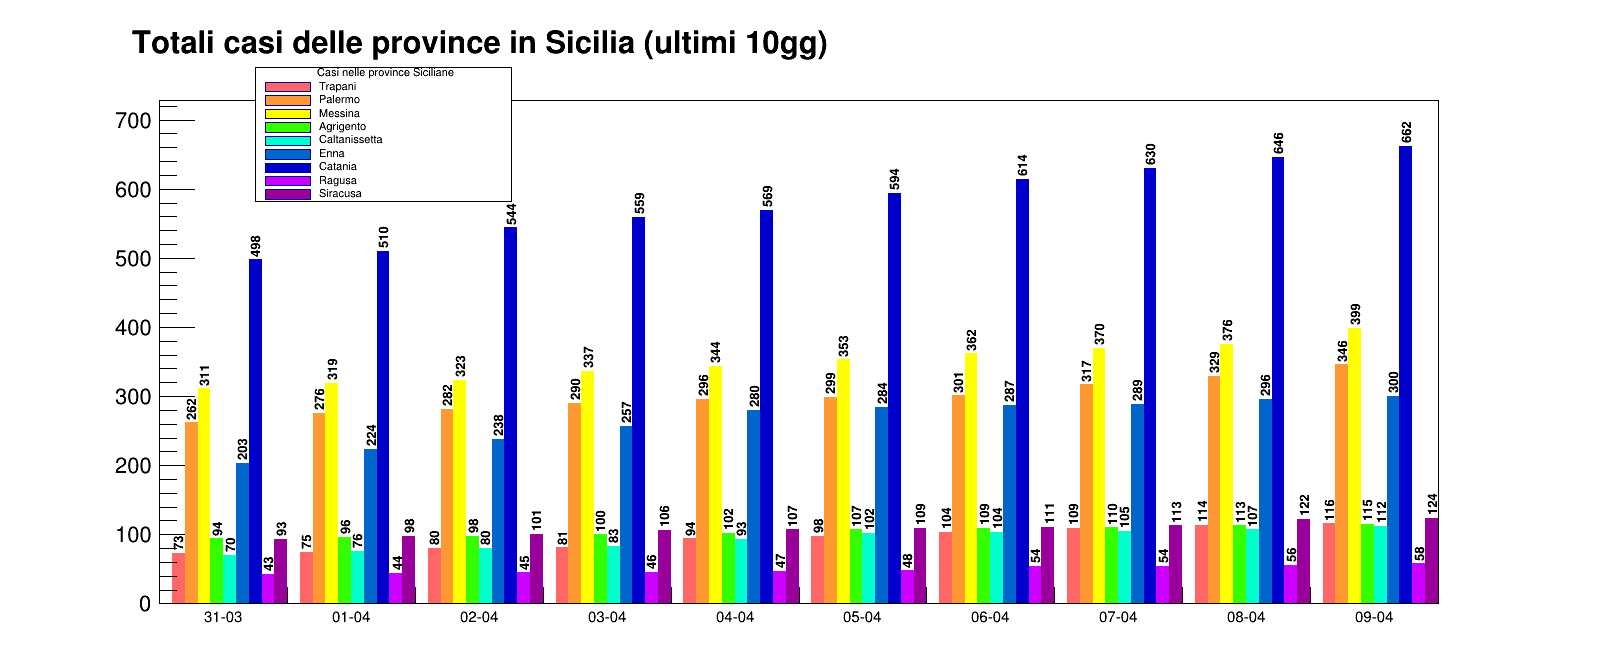 Totali casi delle province in Sicilia (ultimi 10gg)
Casi nelle province Siciliane
Trapani
Palermo
Messina
Agrigento
Caltanissetta
Enna
Catania
Ragusa
Siracusa
700
600
500
400
300
200
100
0
73 262 311 94 70 203 498 43 93
75 276 319 96 76 224 510 44 98
80 282 323 98 80 238 544 45 101
81 290 337 100 83 257 559 46 106
94 296 344 102 93 280 569 47 107
98 299 353 107 102 284 594 48 109
104 301 362 109 104 287 614 54 111
109 317 370 110 105 289 630 54 113
114 329 376 113 107 296 646 56 122
116 346 399 115 112 300 662 58 124
31-03 01-04 02-04 03-04 04-04 05-04 06-04 07-04 08-04 09-04